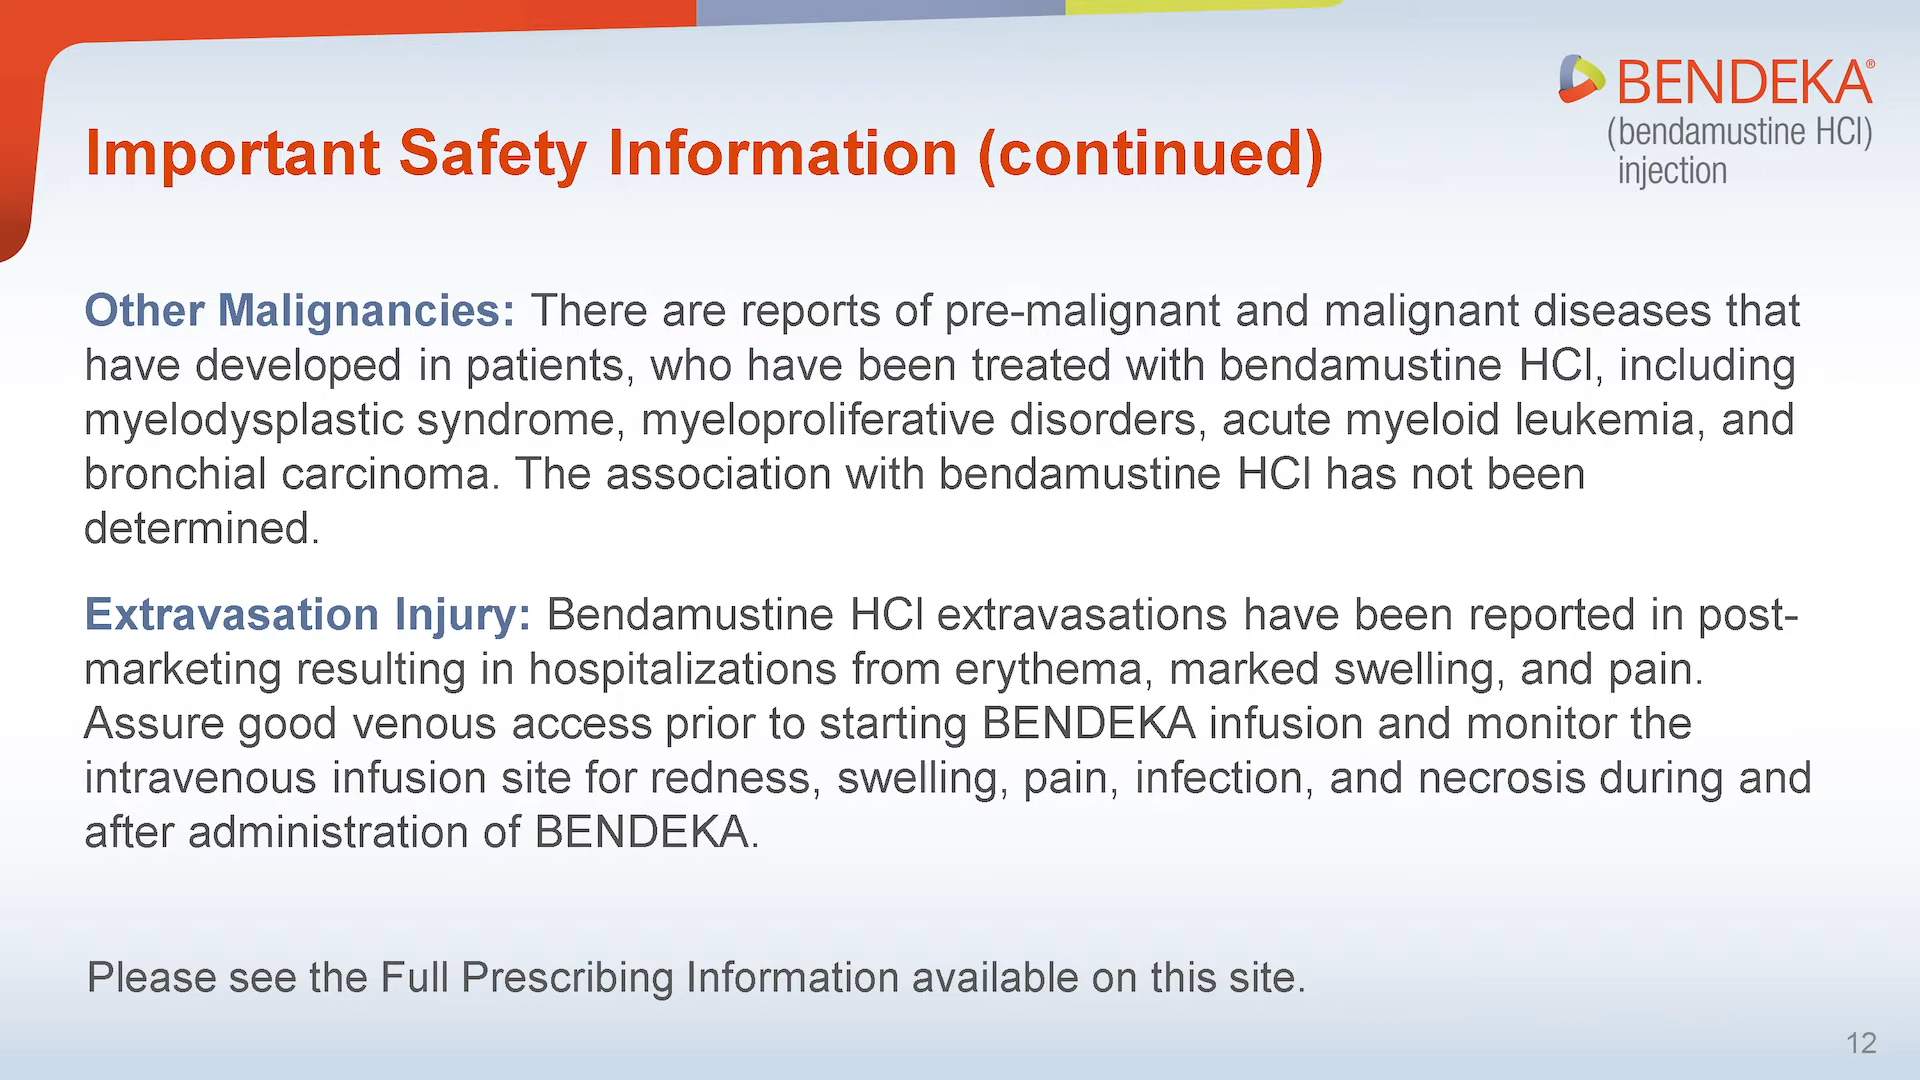 BENDEKA®
(bendamustine HCl)
injection
Important Safety Information (continued)
Other Malignancies: There are reports of pre-malignant and malignant diseases that
have developed in patients, who have been treated with bendamustine HCl, including
myelodysplastic syndrome, myeloproliferative disorders, acute myeloid leukemia, and
bronchial carcinoma. The association with bendamustine HCl has not been
determined.
Extravasation Injury: Bendamustine HCl extravasations have been reported in post-
marketing resulting in hospitalizations from erythema, marked swelling, and pain.
Assure good venous access prior to starting BENDEKA infusion and monitor the
intravenous infusion site for redness, swelling, pain, infection, and necrosis during and
after administration of BENDEKA.
Please see the Full Prescribing Information available on this site.
12